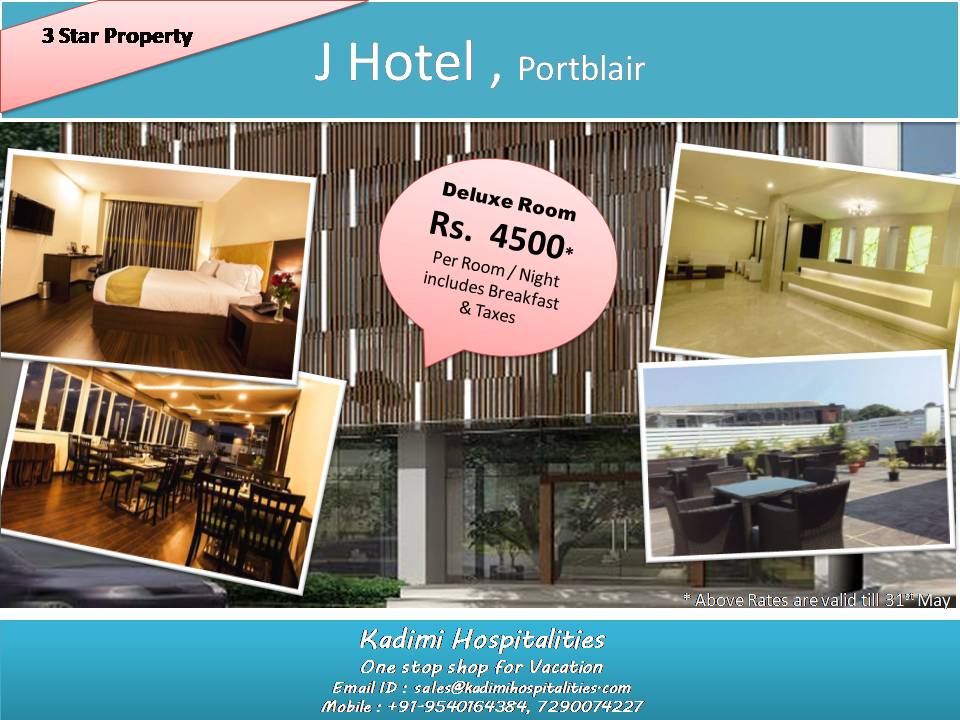 3 Star Property
J Hotel , Portblair
Deluxe Room
Rs. 4500*
Per Room / Night
includes Breakfast
& Taxes
* Above Rates are valid till 31st May
Kadimi Hospitalities
One stop shop for Vacation
Email ID : sales@kadimihospitalities.com
Mobile : +91-9540164384, 7290074227